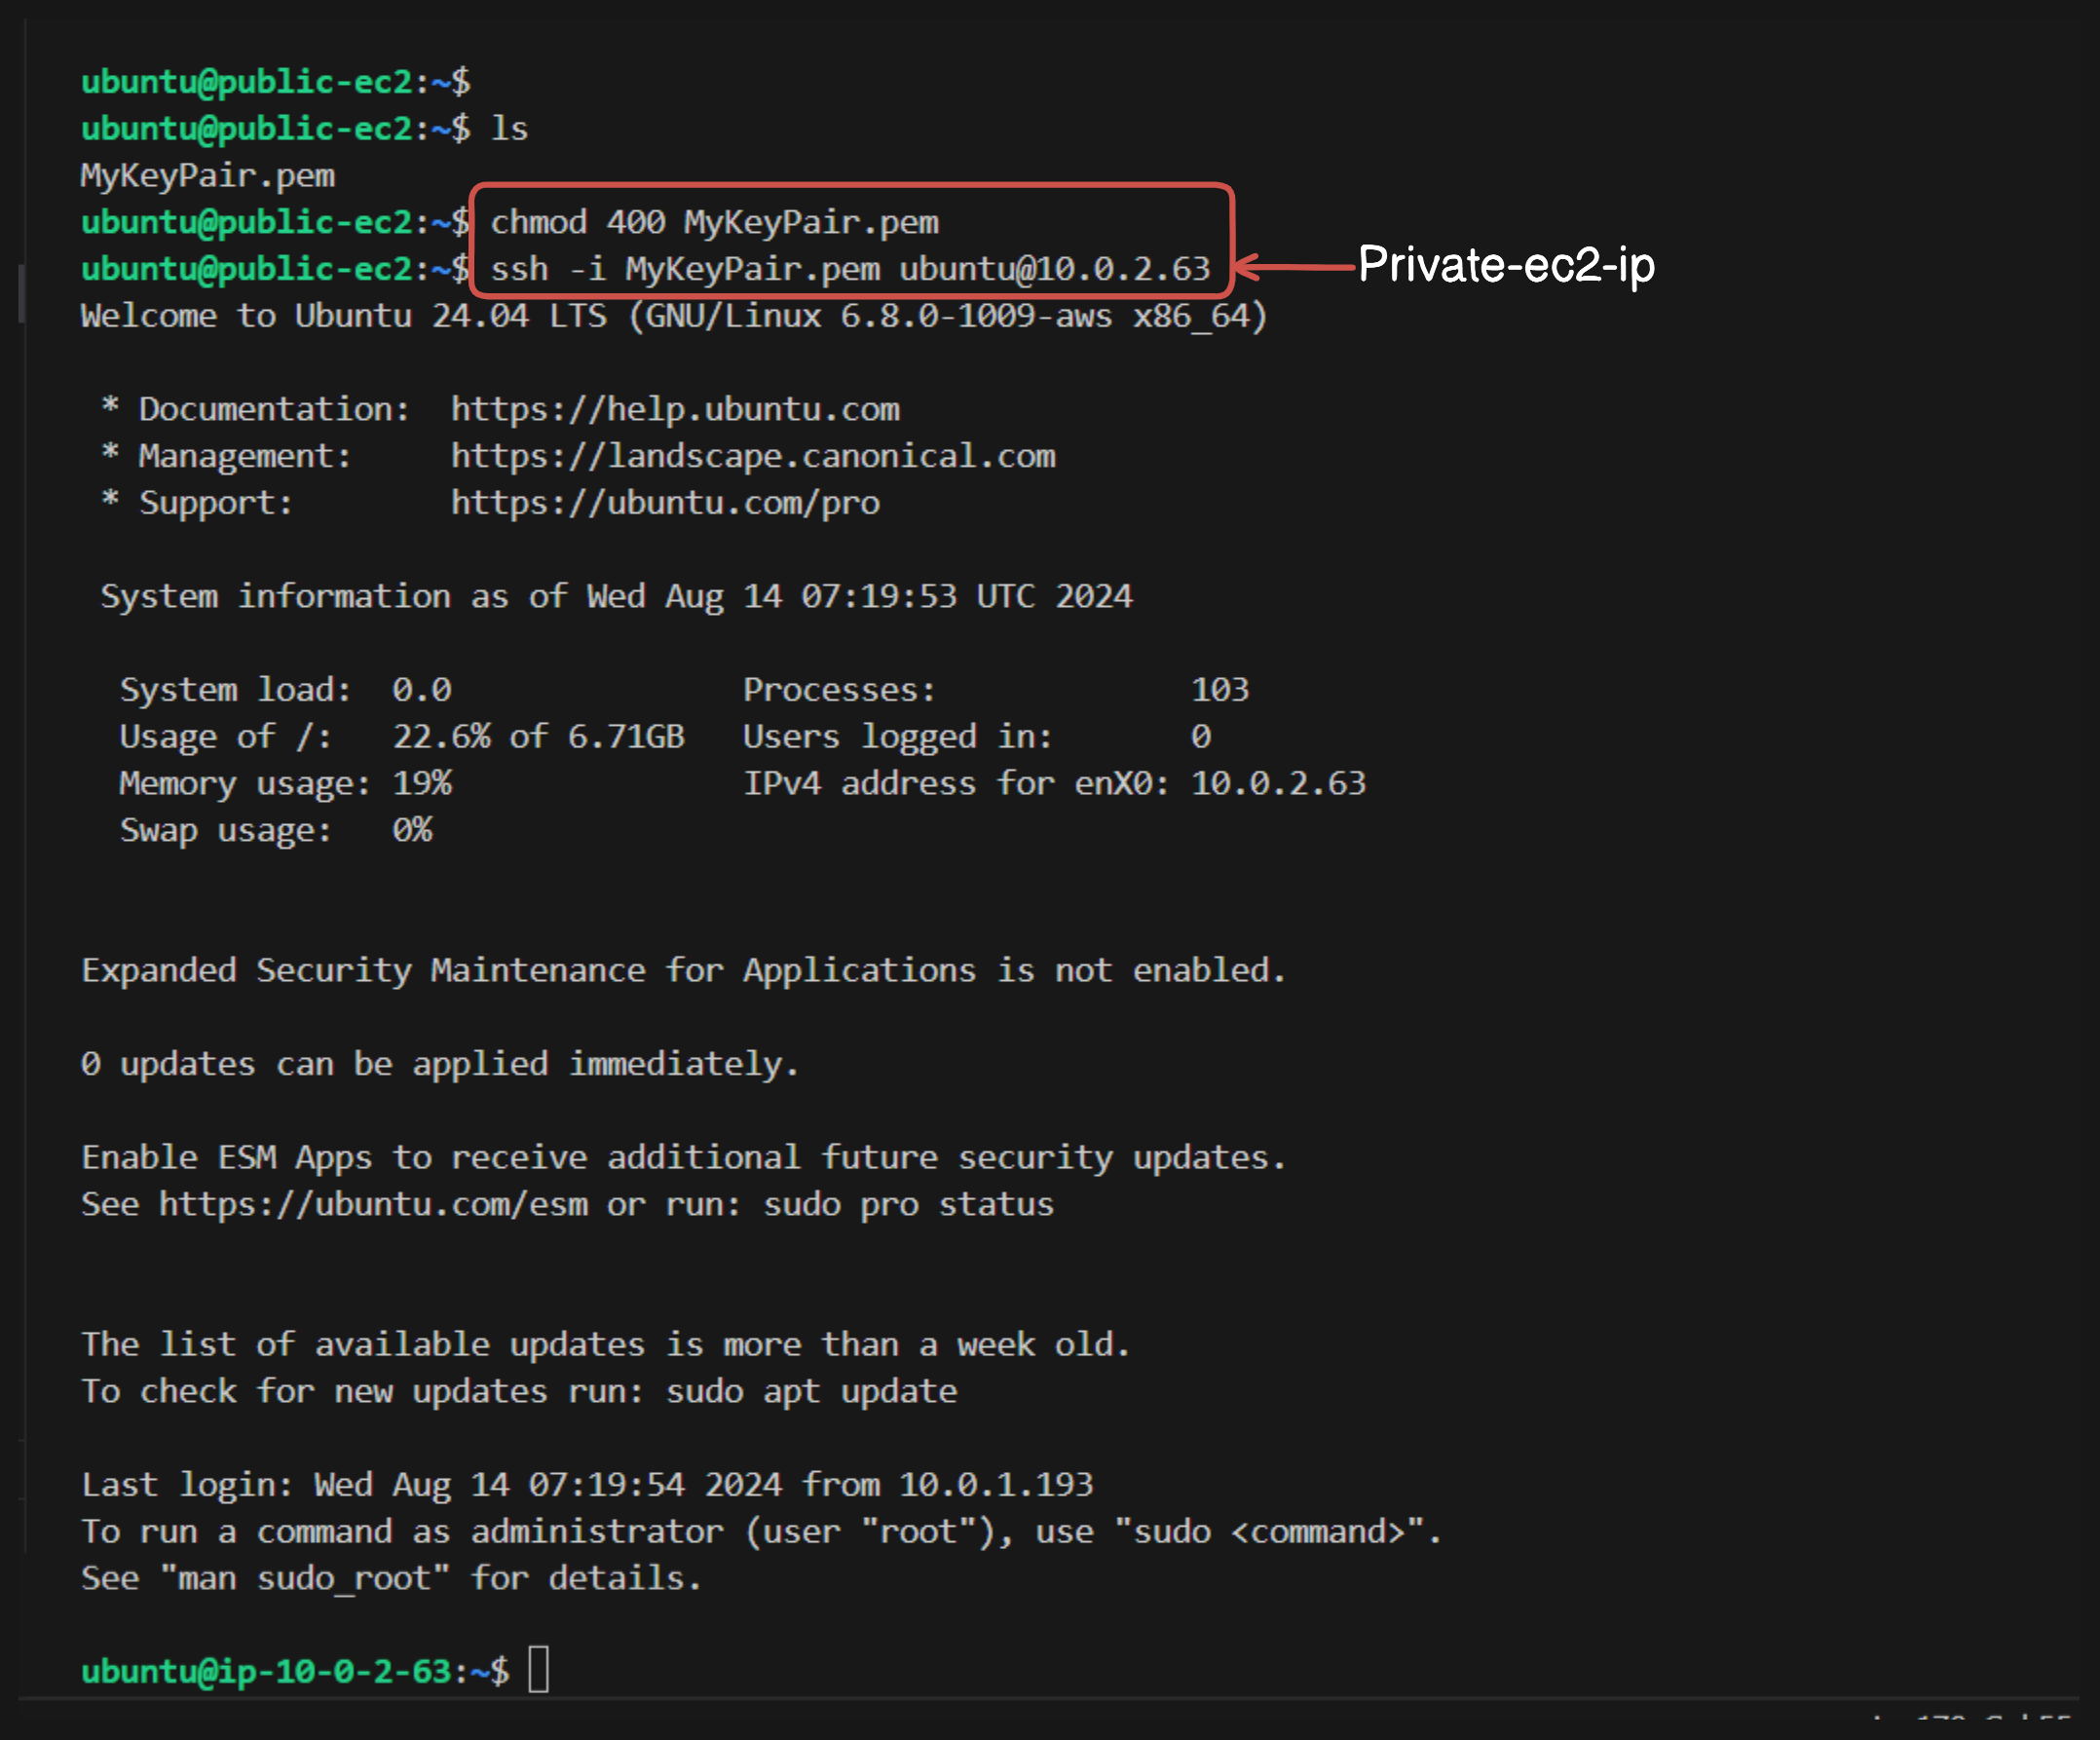 ubuntu@public-ec2:~$
ubuntu@public-ec2:~$ ls
MyKeyPair.pem
ubuntu@public-ec2:~$ chmod 400 MyKeyPair.pem
ubuntu@public-ec2:~$ ssh -i MyKeyPair.pem ubuntu@10.0.2.63
Private-ec2-ip
Welcome to Ubuntu 24.04 LTS (GNU/Linux 6.8.0-1009-aws x86_64)
* Documentation: https://help.ubuntu.com
* Management: https://landscape.canonical.com
* Support: https://ubuntu.com/pro
System information as of Wed Aug 14 07:19:53 UTC 2024
System load: 0.0 Processes: 103
Usage of /: 22.6% of 6.71GB Users logged in: 0
Memory usage: 19% IPv4 address for enX0: 10.0.2.63
Swap usage: 0%
Expanded Security Maintenance for Applications is not enabled.
0 updates can be applied immediately.
Enable ESM Apps to receive additional future security updates.
See https://ubuntu.com/esm or run: sudo pro status
The list of available updates is more than a week old.
To check for new updates run: sudo apt update
Last login: Wed Aug 14 07:19:54 2024 from 10.0.1.193
To run a command as administrator (user "root"), use "sudo <command>".
See "man sudo_root" for details.
ubuntu@ip-10-0-2-63:~$